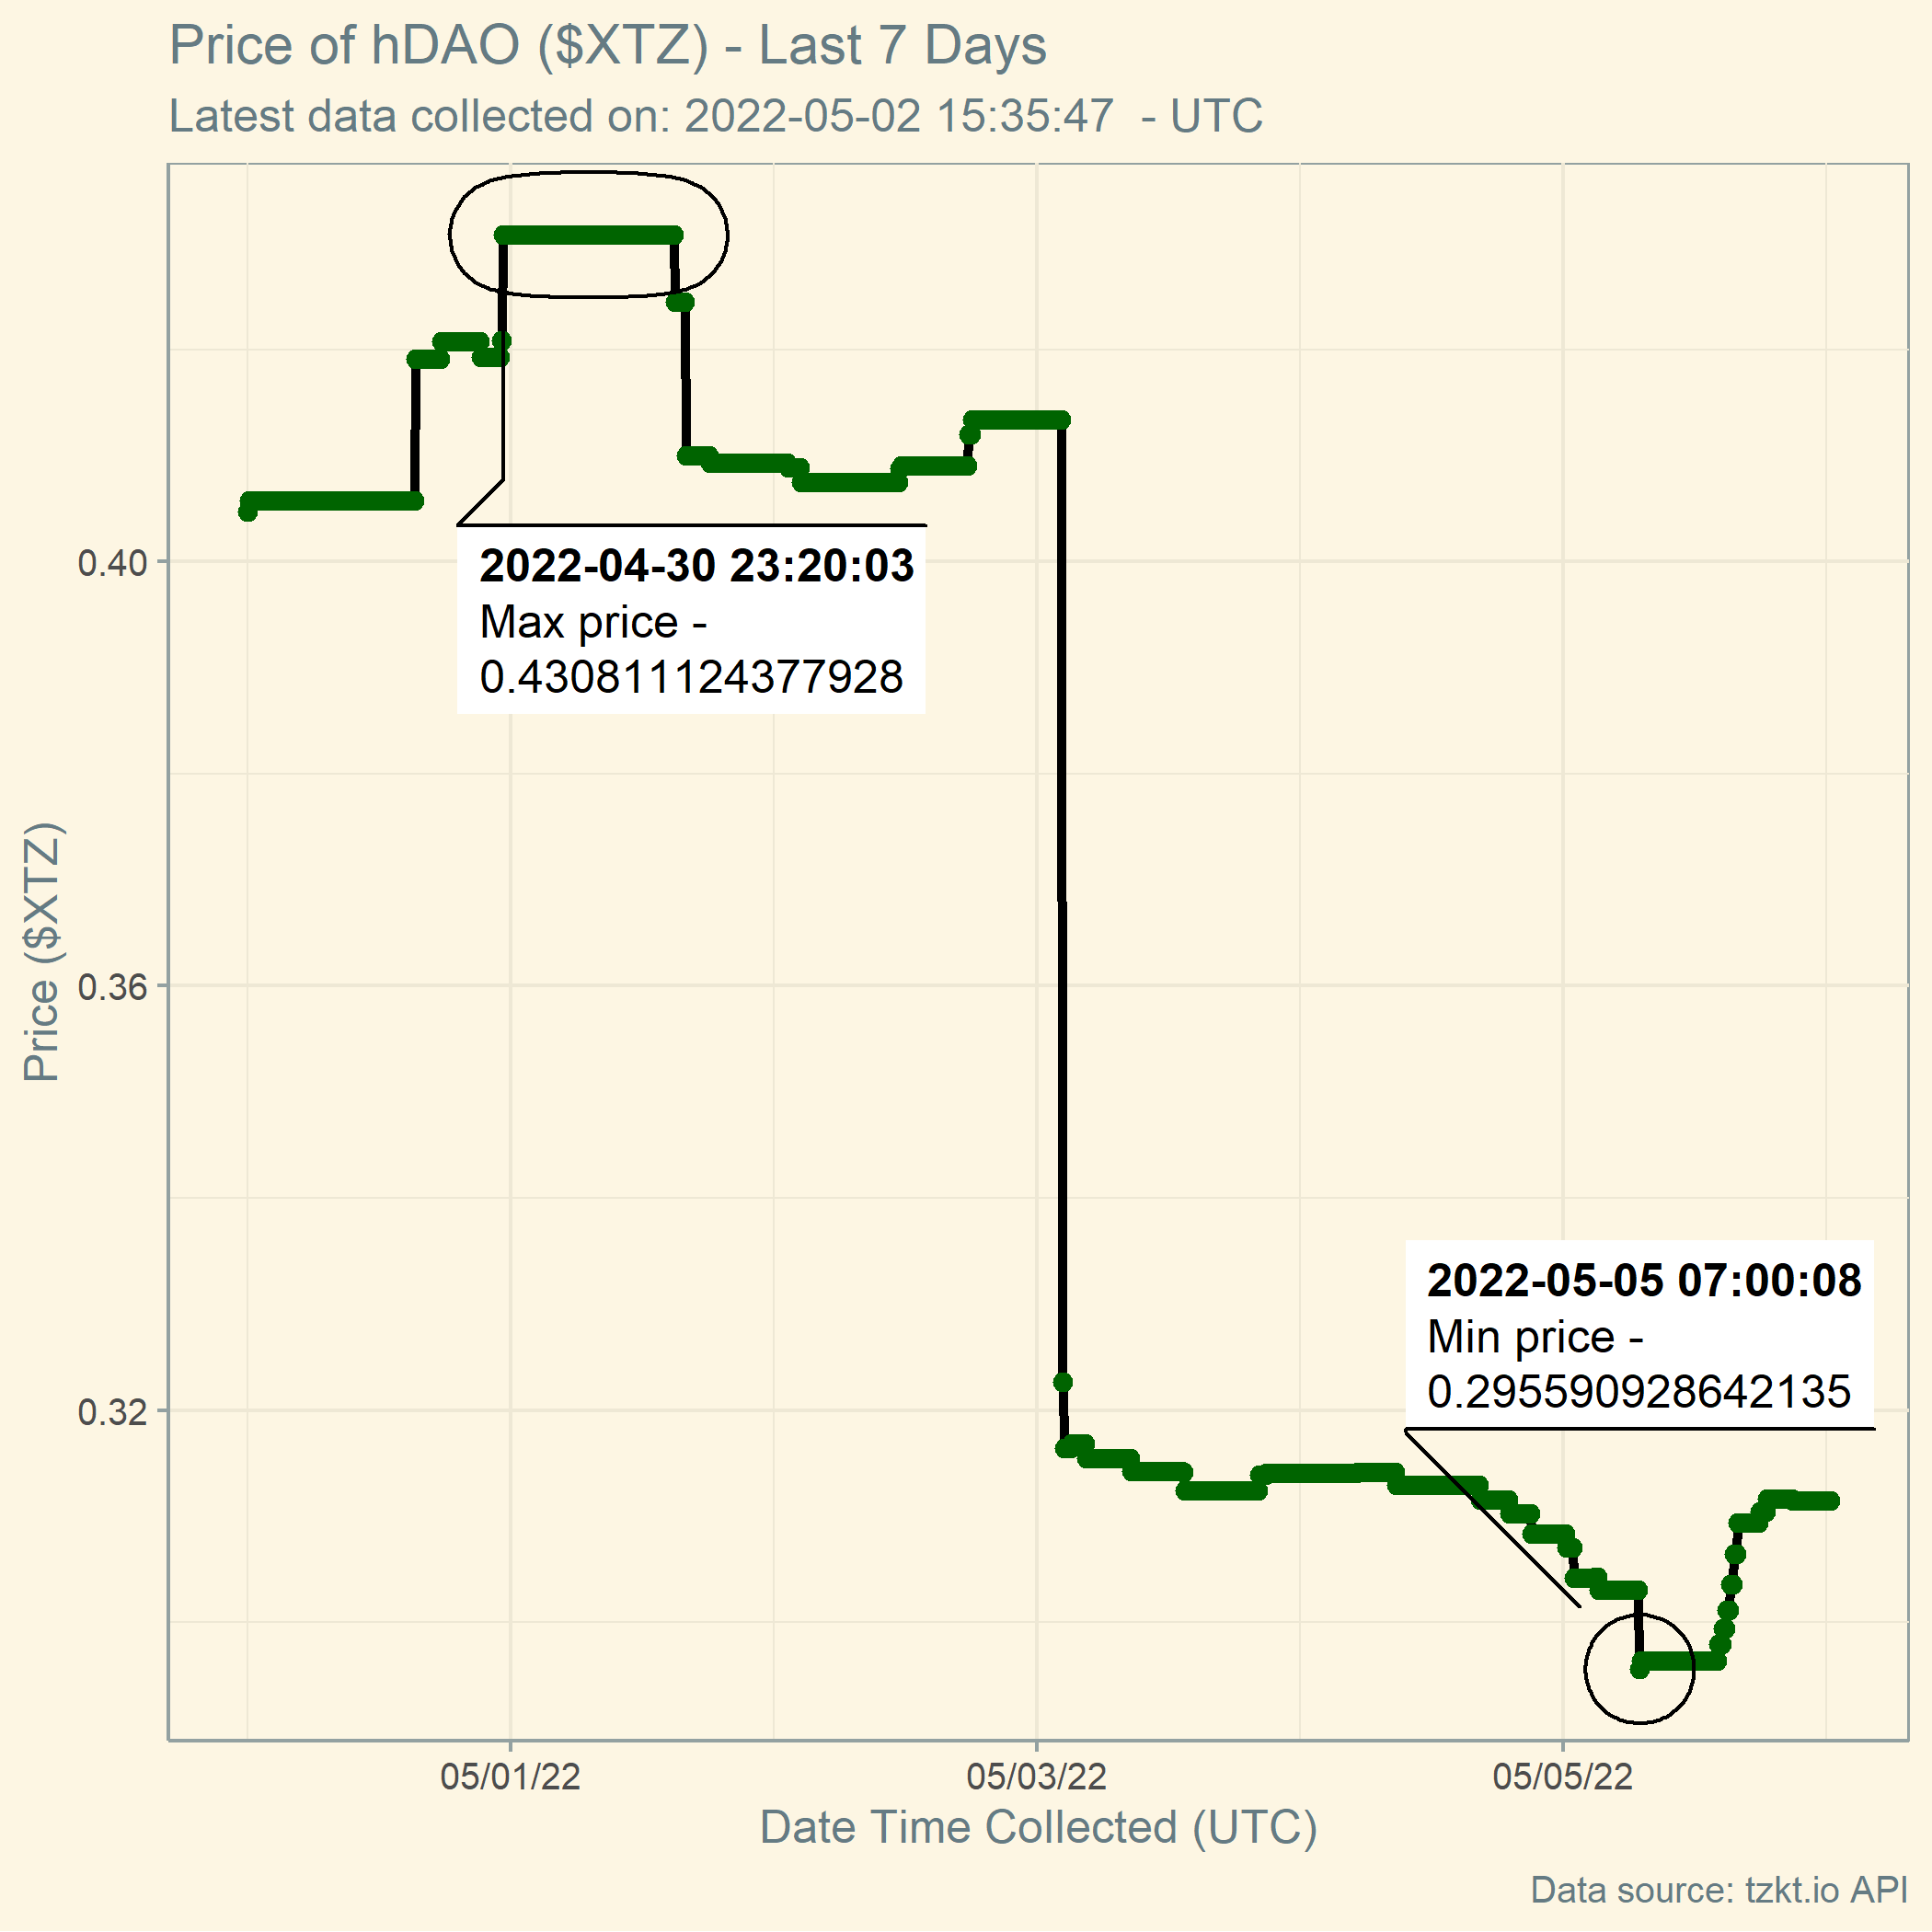 Price of hDAO ($XTZ) - Last 7 Days
Latest data collected on: 2022-05-02 15:35:47  - UTC
Price ($XTZ)
0.40
0.36
0.32
2022-04-30 23:20:03
Max price -
0.430811124377928
2022-05-05 07:00:08
Min price -
0.295590928642135
05/01/22
05/03/22
05/05/22
Date Time Collected (UTC)
Data source: tzkt.io API